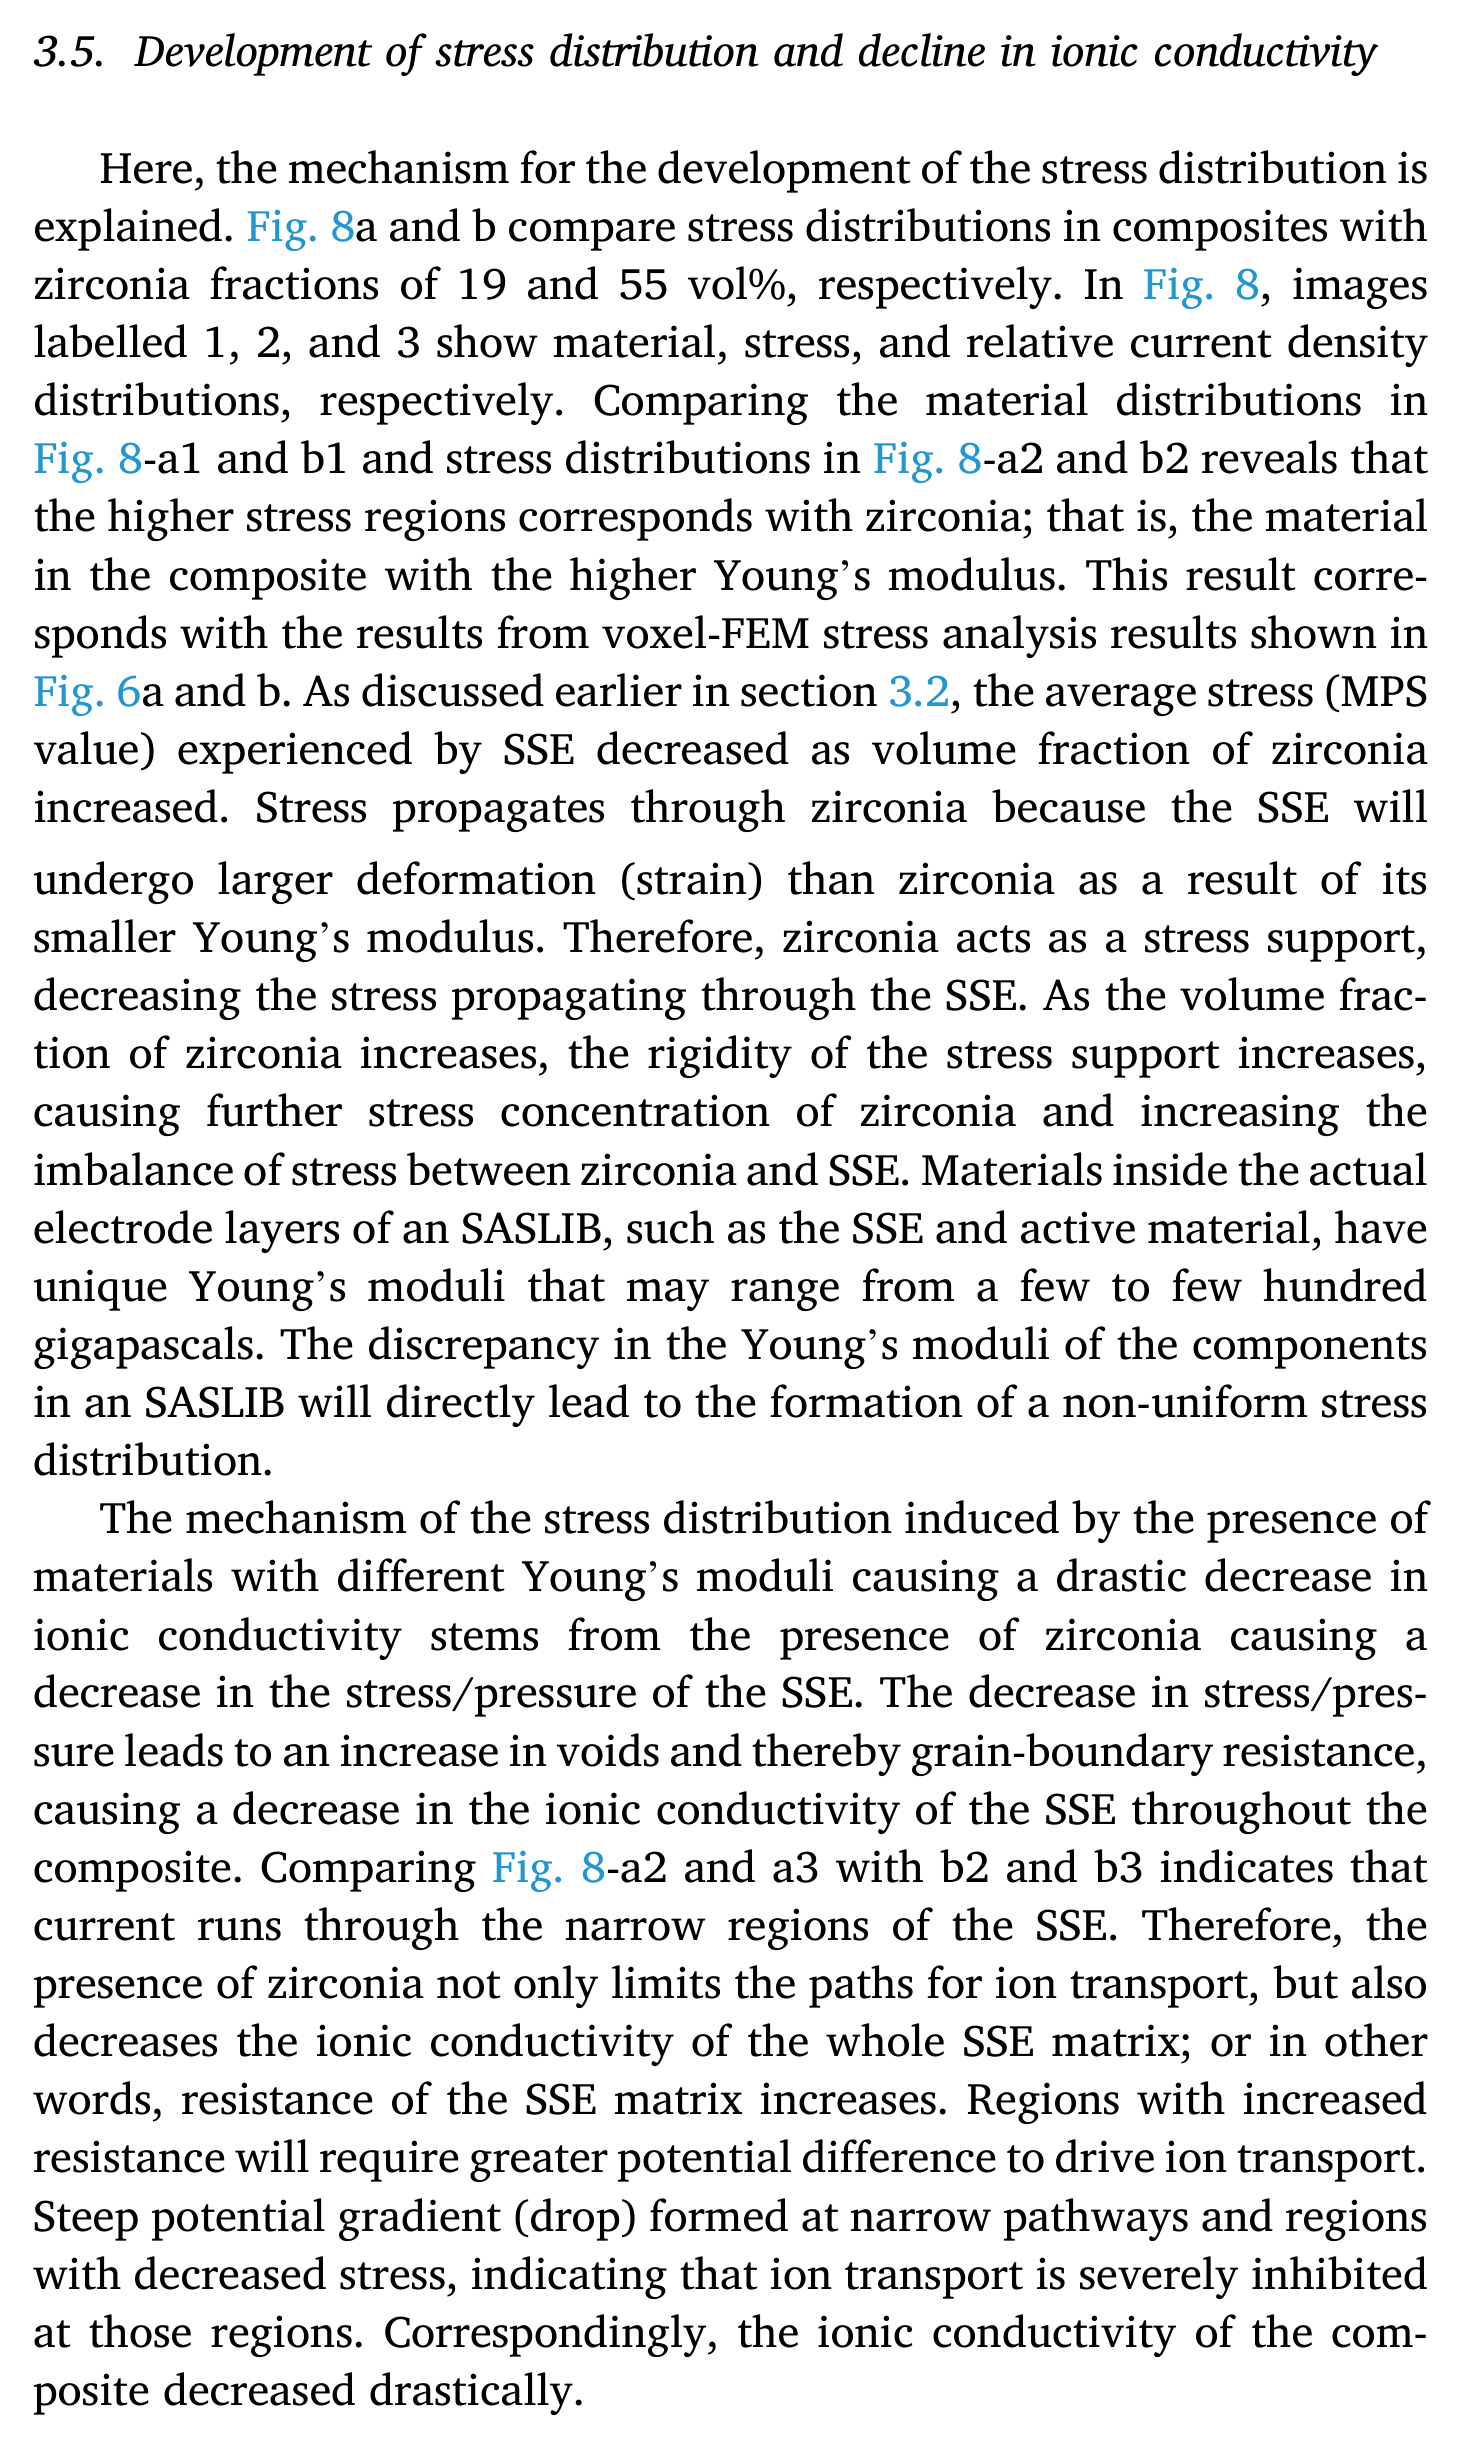 3.5. Development of stress distribution and decline in ionic conductivity
Here, the mechanism for the development of the stress distribution is
explained. Fig. 8a and b compare stress distributions in composites with
zirconia fractions of 19 and 55 vol%, respectively. In Fig. 8, images
labelled 1, 2, and 3 show material, stress, and relative current density
distributions, respectively. Comparing the material distributions in
Fig. 8-a1 and b1 and stress distributions in Fig. 8-a2 and b2 reveals that
the higher stress regions corresponds with zirconia; that is, the material
in the composite with the higher Young's modulus. This result corre-
sponds with the results from voxel-FEM stress analysis results shown in
Fig. 6a and b. As discussed earlier in section 3.2, the average stress (MPS
value) experienced by SSE decreased as volume fraction of zirconia
increased. Stress propagates through zirconia because the SSE will
undergo larger deformation (strain) than zirconia as a result of its
smaller Young's modulus. Therefore, zirconia acts as a stress support,
decreasing the stress propagating through the SSE. As the volume frac-
tion of zirconia increases, the rigidity of the stress support increases,
causing further stress concentration of zirconia and increasing the
imbalance of stress between zirconia and SSE. Materials inside the actual
electrode layers of an SASLIB, such as the SSE and active material, have
unique Young's moduli that may range from a few to few hundred
gigapascals. The discrepancy in the Young's moduli of the components
in an SASLIB will directly lead to the formation of a non-uniform stress
distribution.
The mechanism of the stress distribution induced by the presence of
materials with different Young's moduli causing a drastic decrease in
ionic conductivity stems from the presence of zirconia causing a
decrease in the stress/pressure of the SSE. The decrease in stress/pres-
sure leads to an increase in voids and thereby grain-boundary resistance,
causing a decrease in the ionic conductivity of the SSE throughout the
composite. Comparing Fig. 8-a2 and a3 with b2 and b3 indicates that
current runs through the narrow regions of the SSE. Therefore, the
presence of zirconia not only limits the paths for ion transport, but also
decreases the ionic conductivity of the whole SSE matrix; or in other
words, resistance of the SSE matrix increases. Regions with increased
resistance will require greater potential difference to drive ion transport.
Steep potential gradient (drop) formed at narrow pathways and regions
with decreased stress, indicating that ion transport is severely inhibited
at those regions. Correspondingly, the ionic conductivity of the com-
posite decreased drastically.